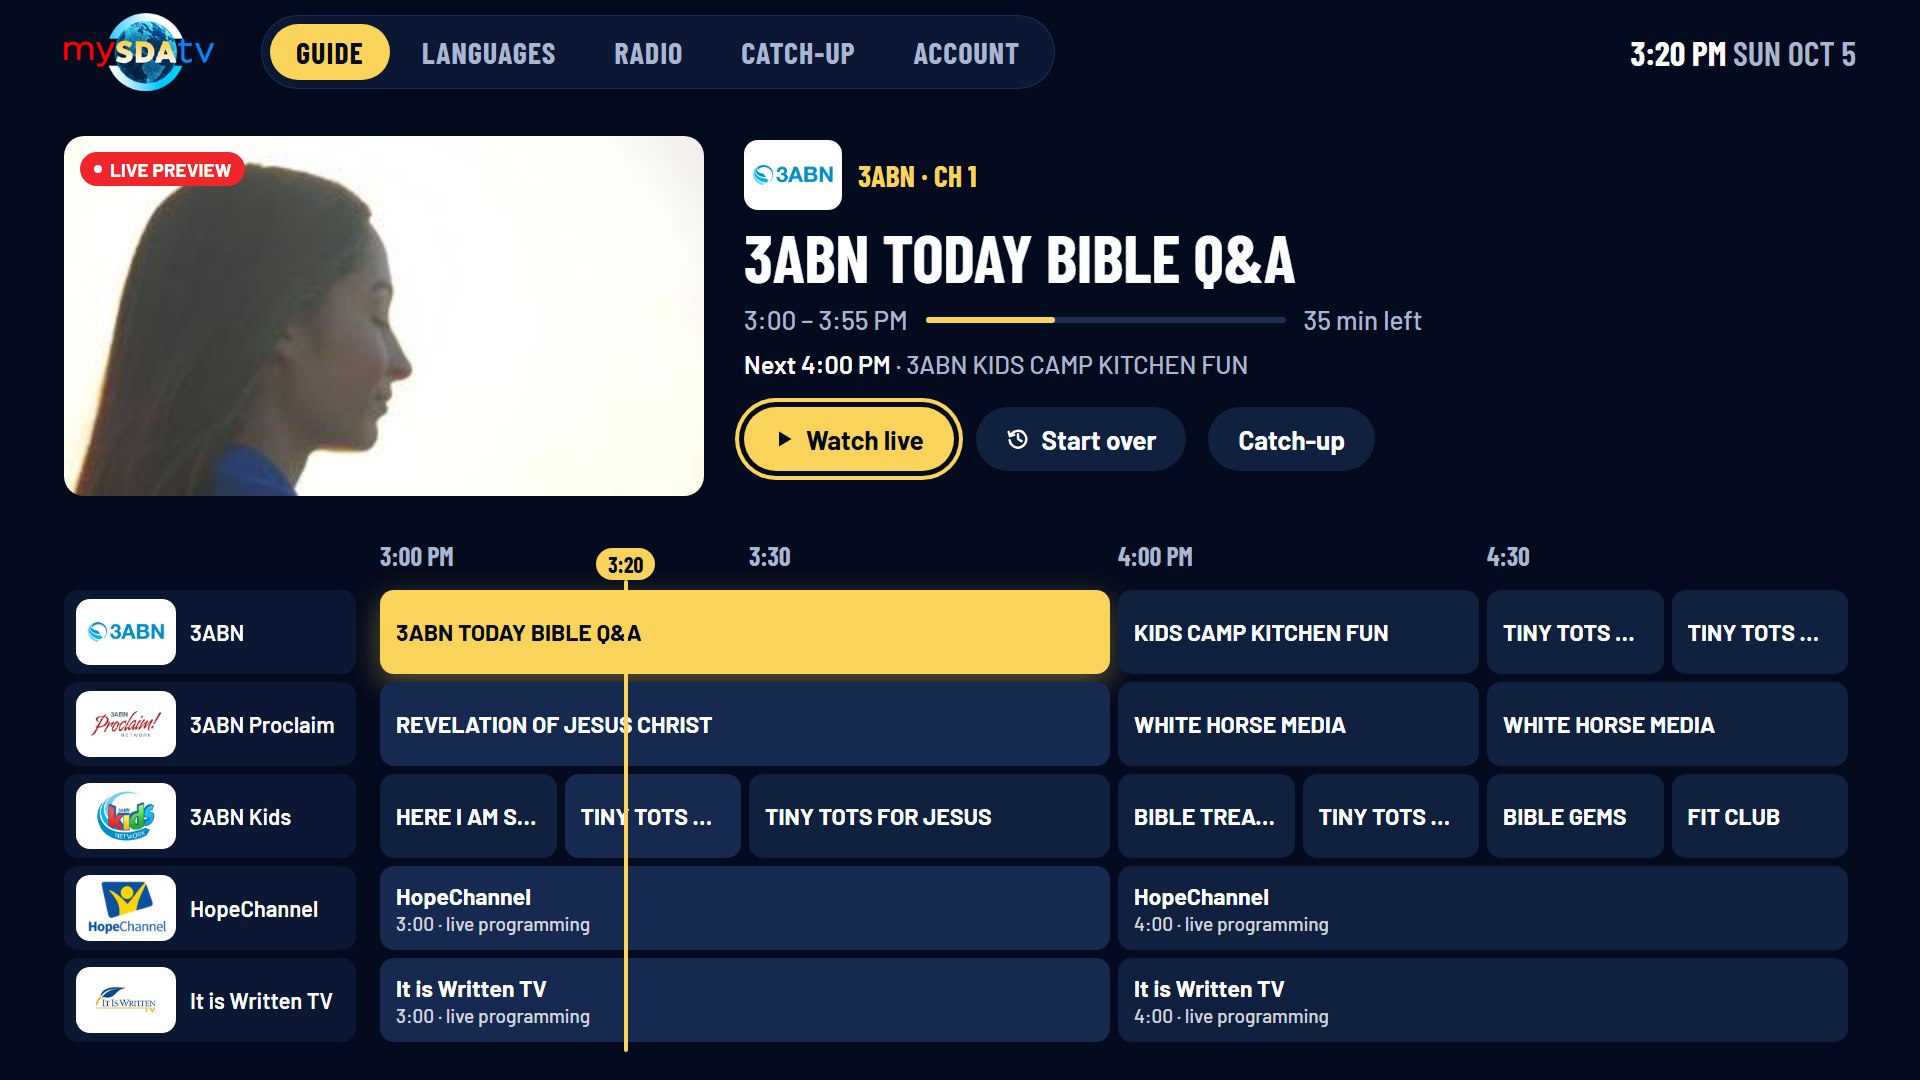 mySDAtv
GUIDE
LANGUAGES
RADIO
CATCH-UP
ACCOUNT
3:20 PM SUN OCT 5
LIVE PREVIEW
3ABN
3ABN · CH 1
3ABN TODAY BIBLE Q&A
3:00 – 3:55 PM
35 min left
Next 4:00 PM · 3ABN KIDS CAMP KITCHEN FUN
Watch live
Start over
Catch-up
3:00 PM
3:20
3:30
4:00 PM
4:30
3ABN
3ABN
3ABN TODAY BIBLE Q&A
KIDS CAMP KITCHEN FUN
TINY TOTS ...
TINY TOTS ...
3ABN
Proclaim!
NETWORK
3ABN Proclaim
REVELATION OF JESUS CHRIST
WHITE HORSE MEDIA
WHITE HORSE MEDIA
kids
NETWORK
3ABN Kids
HERE I AM S...
TINY TOTS ...
TINY TOTS FOR JESUS
BIBLE TREA...
TINY TOTS ...
BIBLE GEMS
FIT CLUB
HopeChannel
HopeChannel
HopeChannel
3:00 · live programming
HopeChannel
4:00 · live programming
IT IS WRITTEN
TV
It is Written TV
It is Written TV
3:00 · live programming
It is Written TV
4:00 · live programming